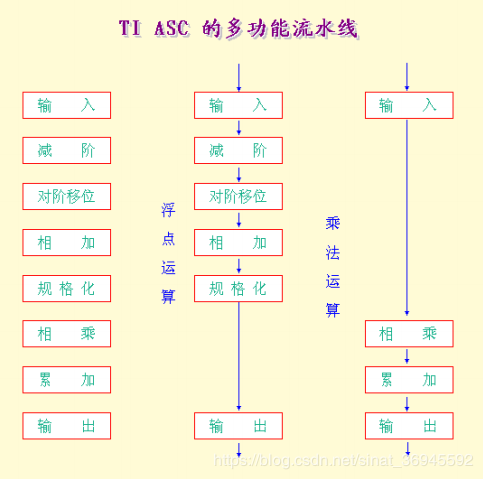 TI ASC 的多功能流水线
输 入
减 阶
对阶移位
相 加
规 格 化
相 乘
累 加
输 出
输 入
减 阶
对阶移位
相 加
规 格 化
输 出
浮点运算
输 入
相 乘
累 加
输 出
乘法运算
https://blog.csdn.net/sinat_36945592